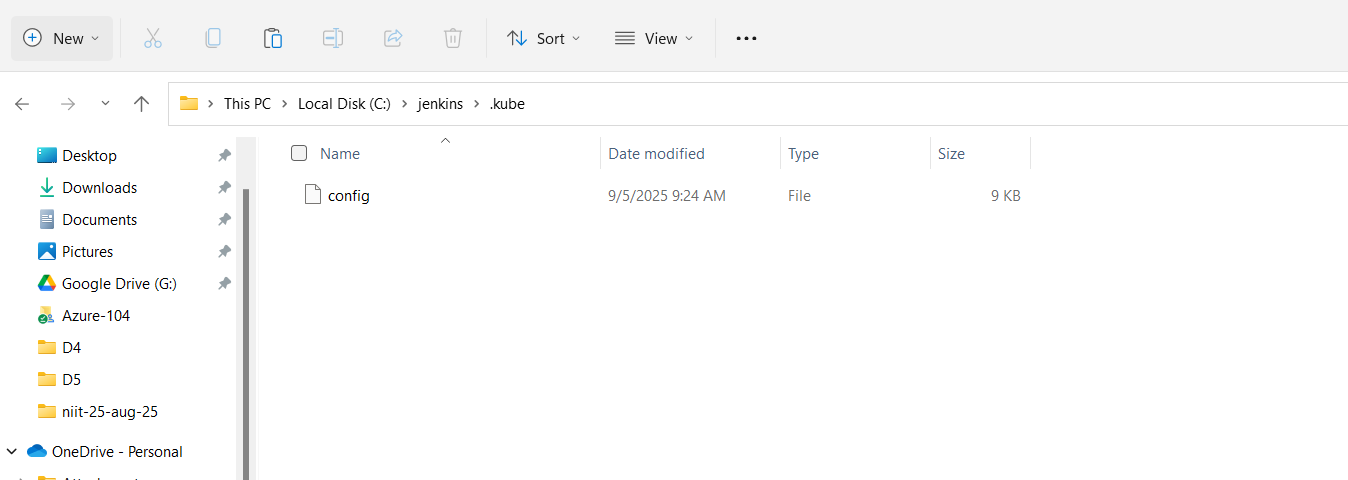 New Sort View
This PC Local Disk (C:) jenkins .kube
Name Date modified Type Size
config 9/5/2025 9:24 AM File 9 KB
Desktop
Downloads
Documents
Pictures
Google Drive (G:)
Azure-104
D4
D5
niit-25-aug-25
OneDrive - Personal